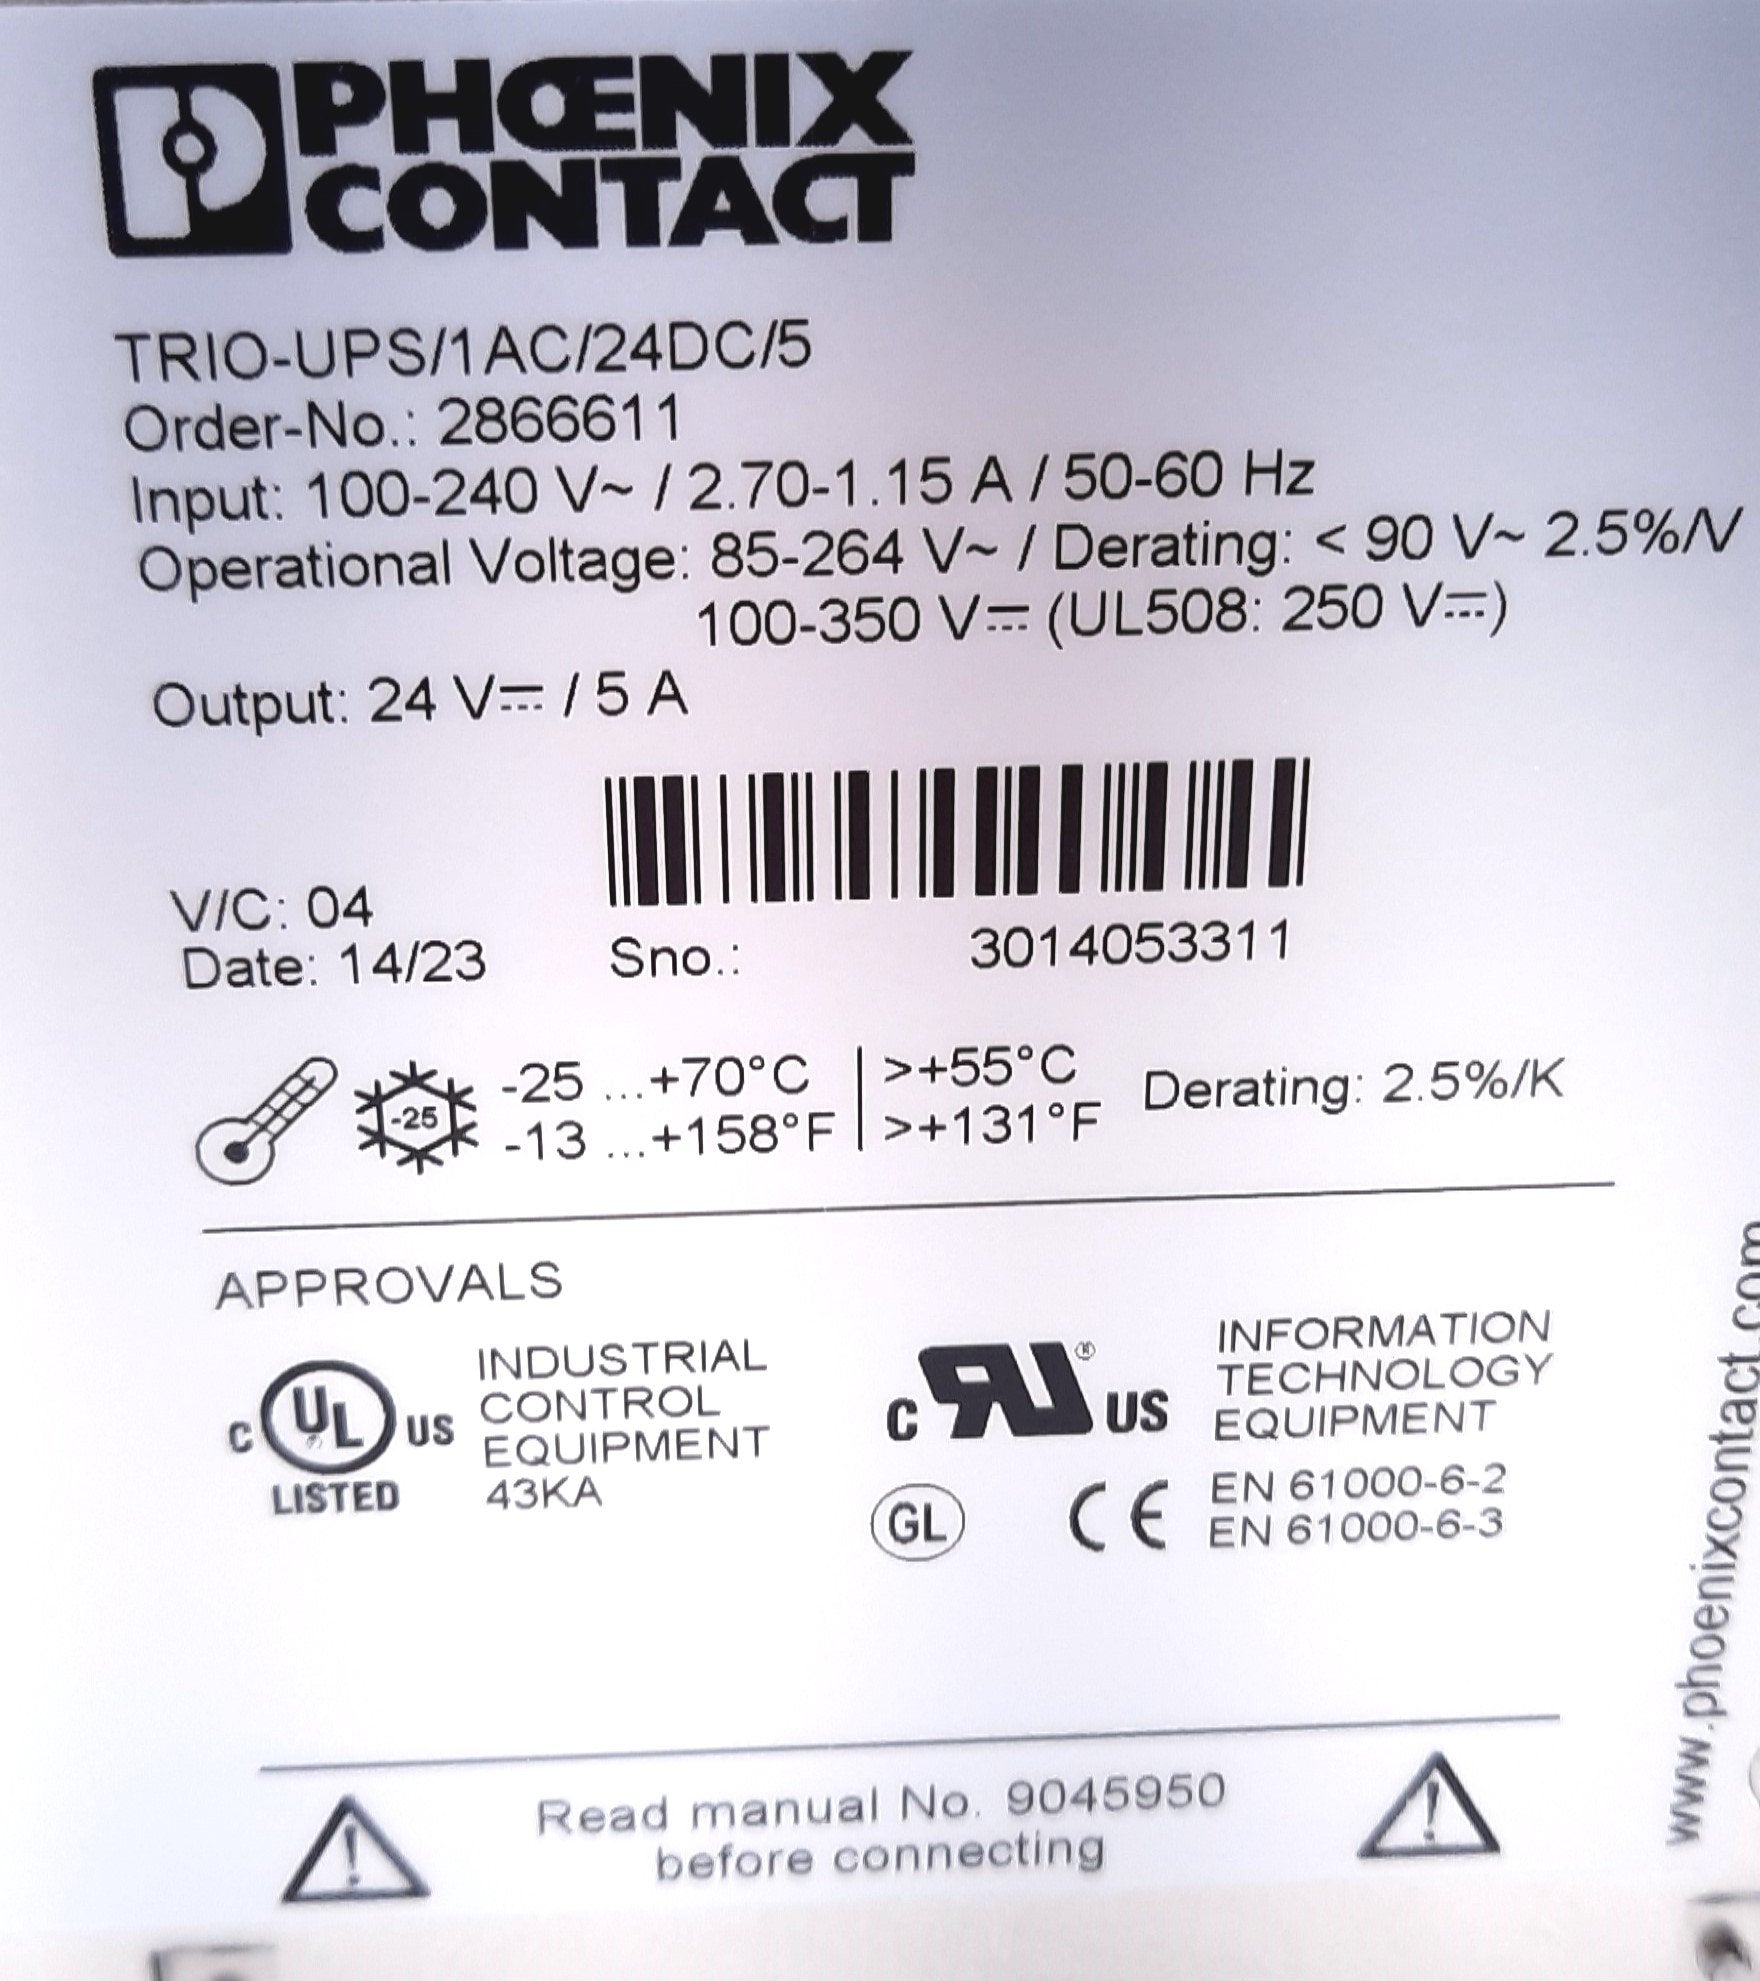 PHŒNIX
CONTACT
TRIO-UPS/1AC/24DC/5
Order-No.: 2866611
Input: 100-240 V~ / 2.70-1.15 A / 50-60 Hz
Operational Voltage: 85-264 V~ / Derating: < 90 V~ 2.5%/V
100-350 V⎓ (UL508: 250 V⎓)
Output: 24 V⎓ / 5 A
V/C: 04
Date: 14/23
Sno.: 3014053311
-25
-25 ...+70°C >+55°C
-13 ...+158°F >+131°F
Derating: 2.5%/K
APPROVALS
C UL US
LISTED
INDUSTRIAL
CONTROL
EQUIPMENT
43KA
C RU ® US
INFORMATION
TECHNOLOGY
EQUIPMENT
GL
CE
EN 61000-6-2
EN 61000-6-3
Read manual No. 9045950
before connecting
www.phoenixcontact.com